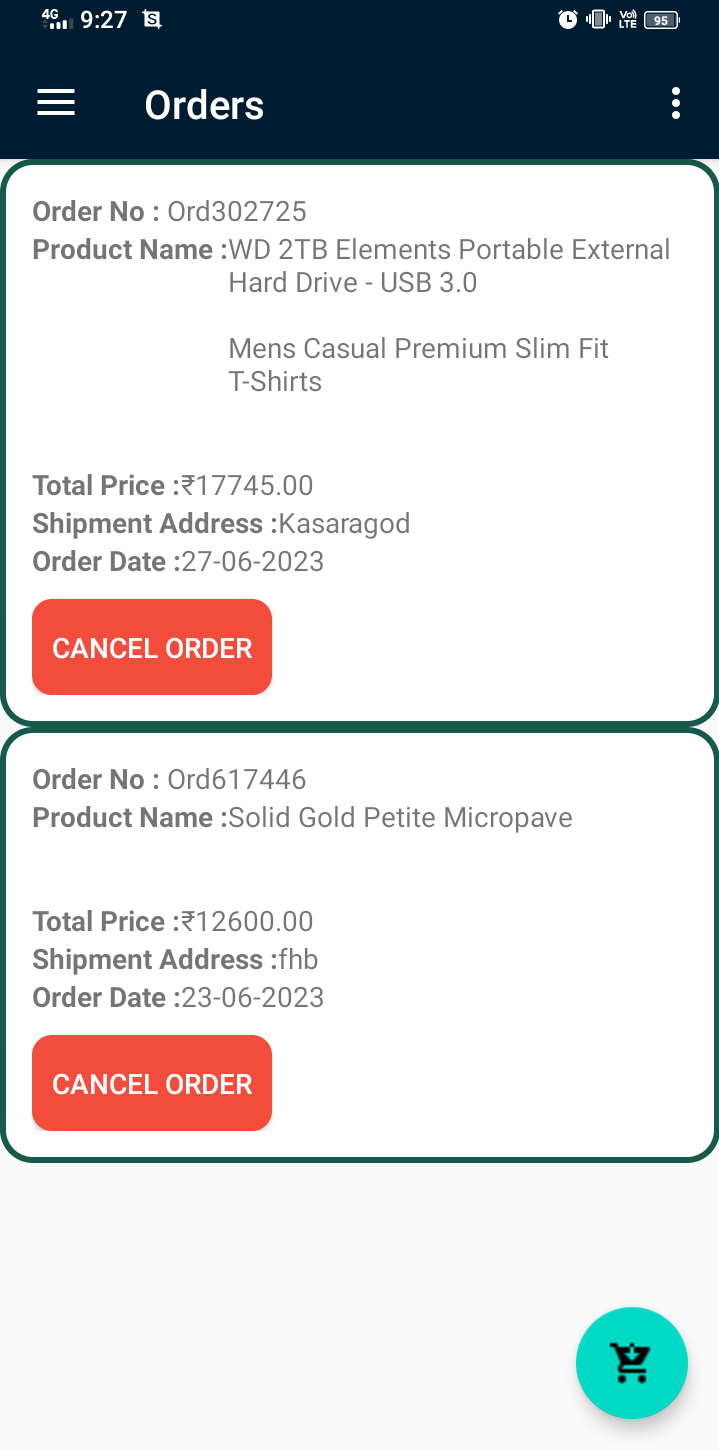 4G 9:27 S Vo) LTE 95
Orders
Order No : Ord302725
Product Name :WD 2TB Elements Portable External
Hard Drive - USB 3.0
Mens Casual Premium Slim Fit
T-Shirts
Total Price :₹17745.00
Shipment Address :Kasaragod
Order Date :27-06-2023
CANCEL ORDER
Order No : Ord617446
Product Name :Solid Gold Petite Micropave
Total Price :₹12600.00
Shipment Address :fhb
Order Date :23-06-2023
CANCEL ORDER